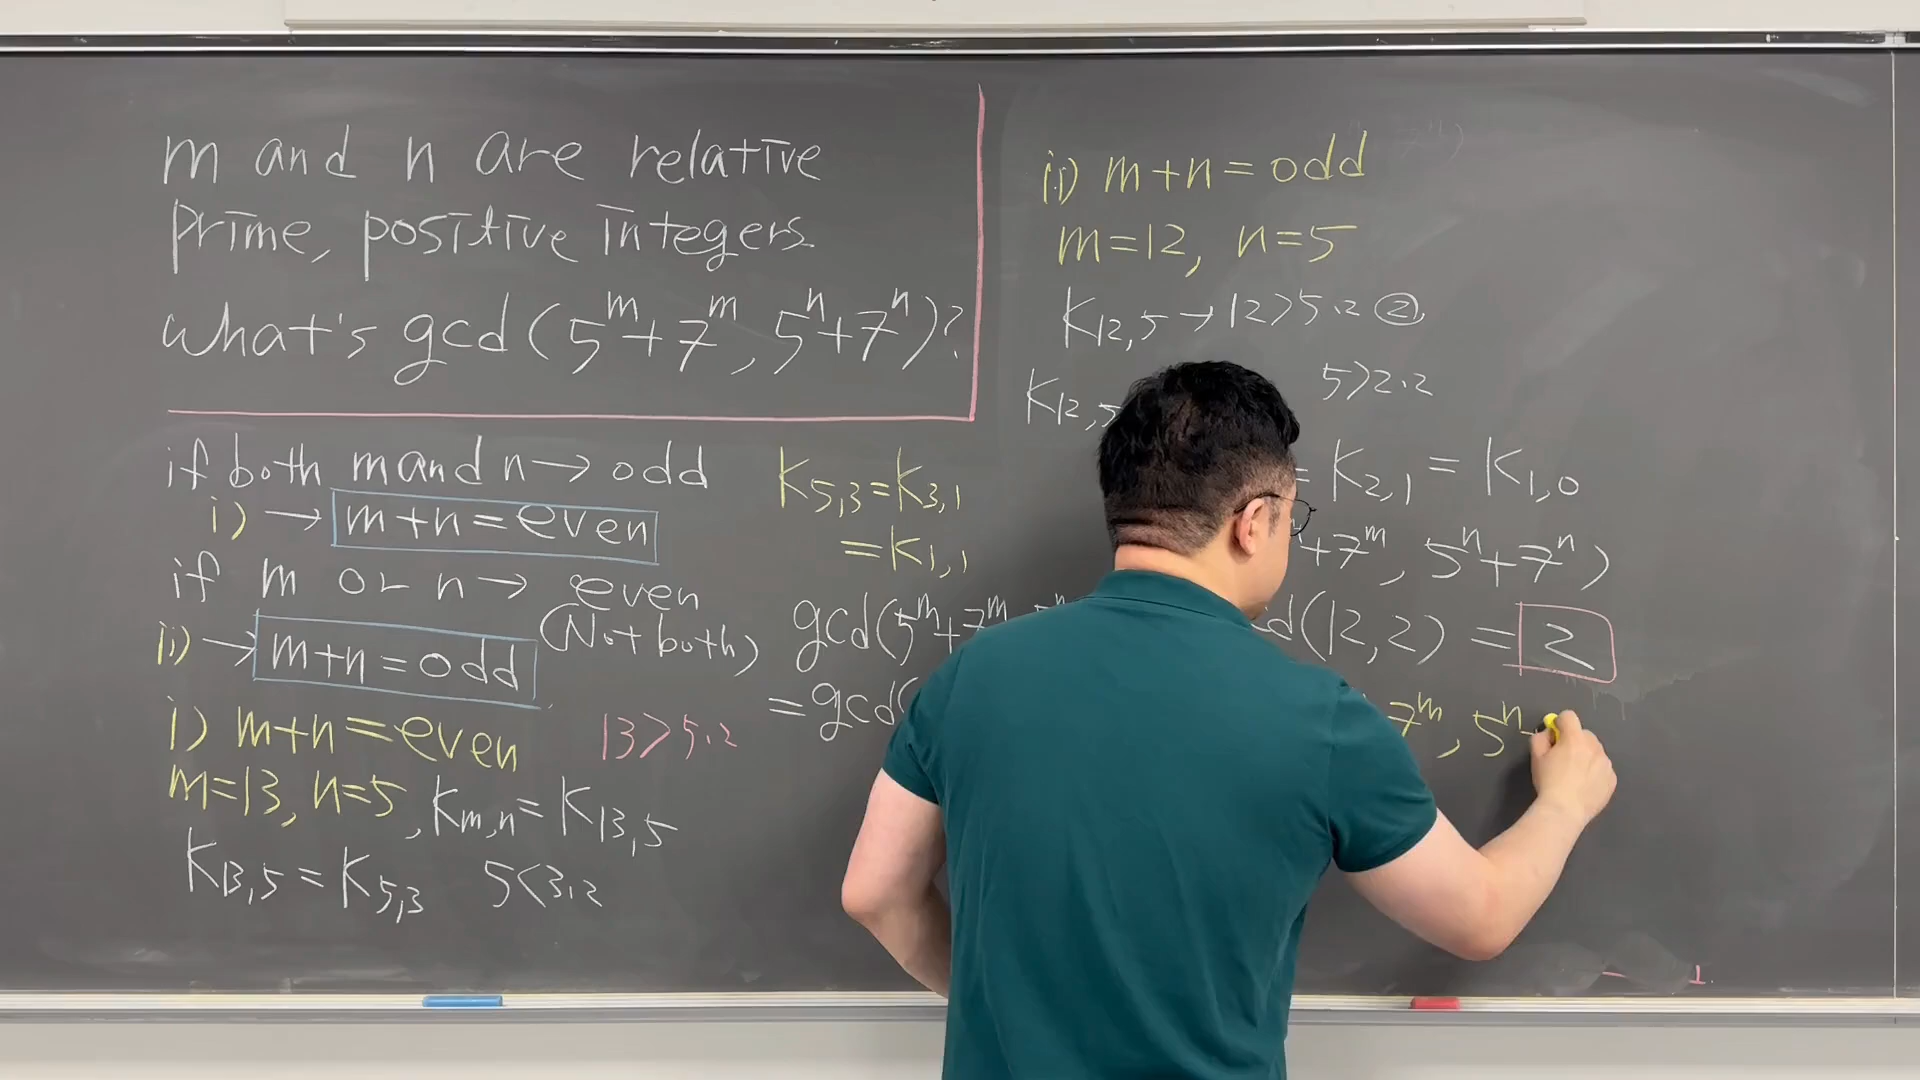 m and n are relative
prime, positive integers.
What's gcd(5^m+7^m, 5^n+7^n)?
if both m and n → odd
i) → m+n=even
if m or n → even
(Not both)
ii) → m+n=odd
i) m+n=even
13>5.2
m=13, n=5, K_m,n=K_13,5
K_13,5=K_5,3 5<3.2
K_5,3=K_3,1
=K_1,1
gcd(5^m+7^m,
=gcd(
ii) m+n=odd
m=12, n=5
K_12,5→12>5.2 ②
K_12,5 5>2.2
=K_2,1=K_1,0
+7^m, 5^n+7^n)
(12,2)=2
7^m, 5^n